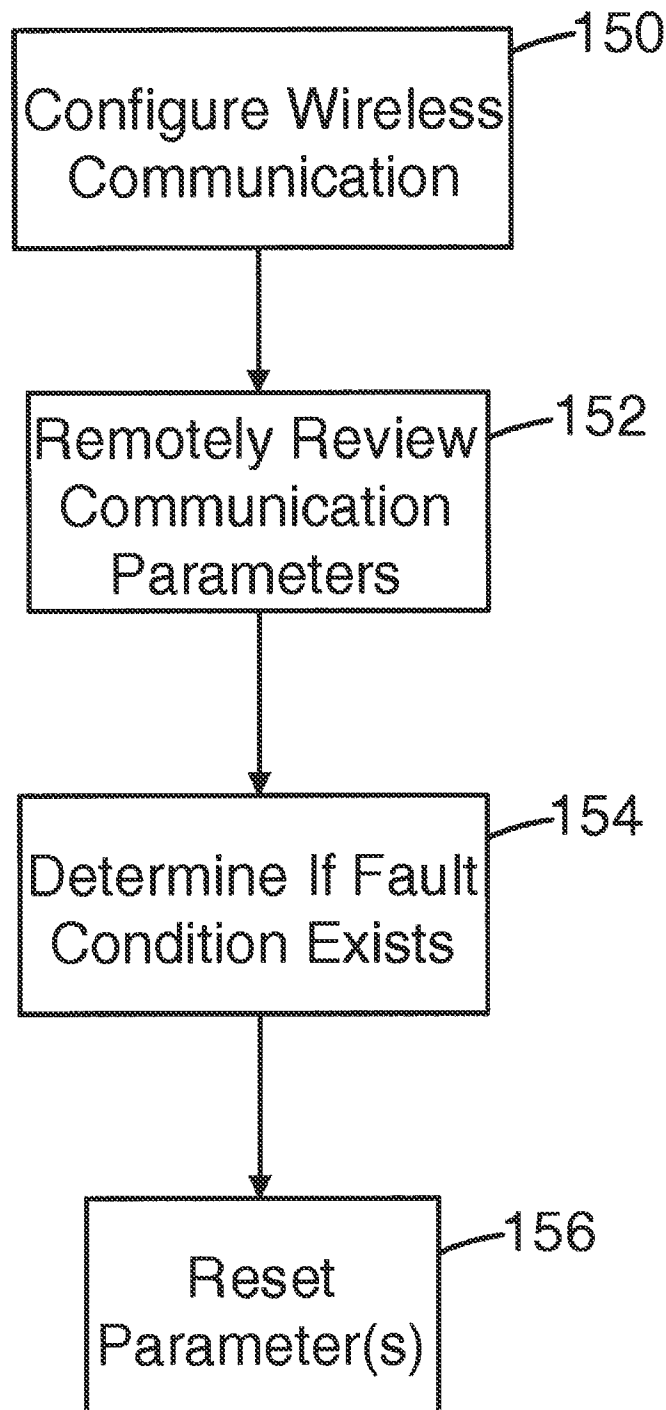 150
Configure Wireless
Communication
152
Remotely Review
Communication
Parameters
154
Determine If Fault
Condition Exists
156
Reset
Parameter(s)